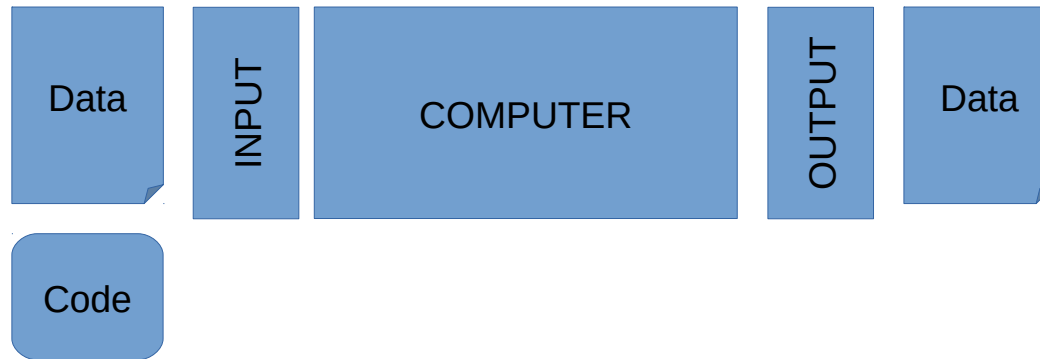 Data
INPUT
COMPUTER
OUTPUT
Data
Code